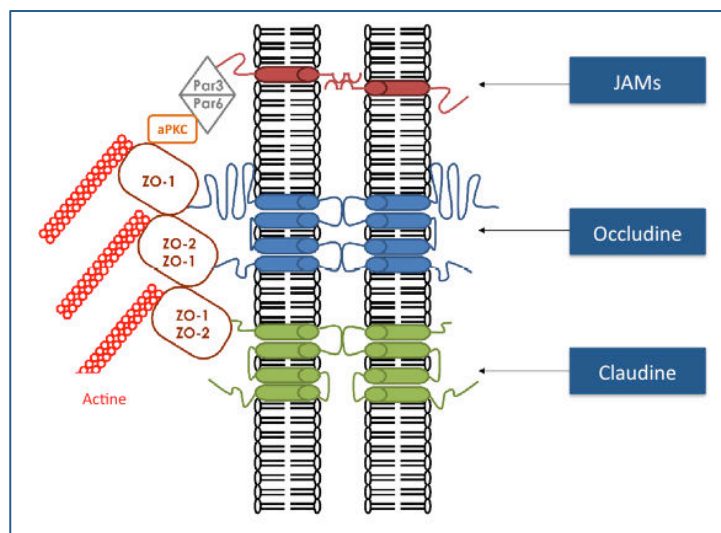 JAMs
Par3
Par6
aPKC
ZO-1
ZO-2
ZO-1
Occludine
ZO-1
ZO-2
Claudine
Actine